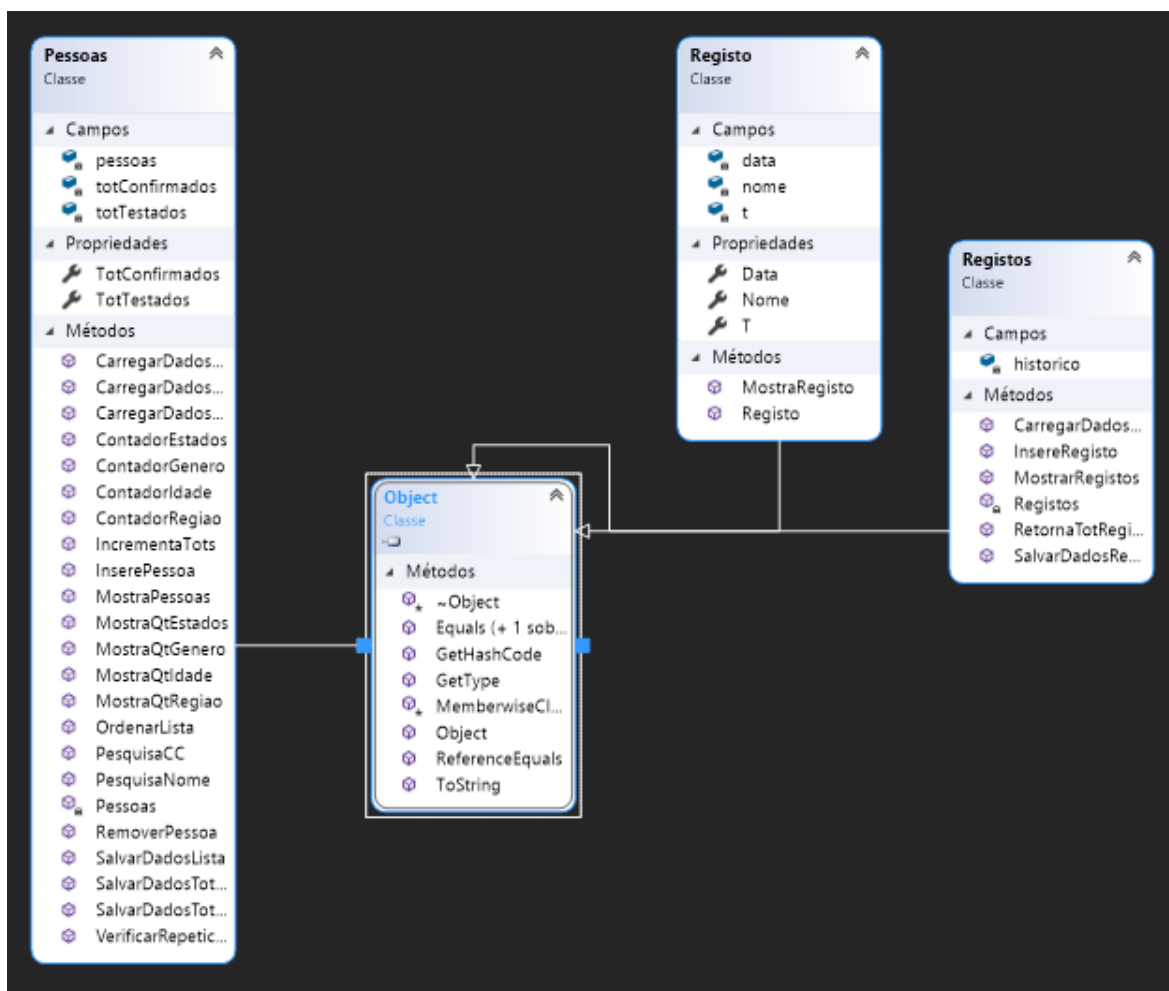 Pessoas
Classe
Campos
pessoas
totConfirmados
totTestados
Propriedades
TotConfirmados
TotTestados
Métodos
CarregarDados...
CarregarDados...
CarregarDados...
ContadorEstados
ContadorGenero
ContadorIdade
ContadorRegiao
IncrementaTots
InserePessoa
MostraPessoas
MostraQtEstados
MostraQtGenero
MostraQtIdade
MostraQtRegiao
OrdenarLista
PesquisaCC
PesquisaNome
Pessoas
RemoverPessoa
SalvarDadosLista
SalvarDadosTot...
SalvarDadosTot...
VerificarRepetic...
Object
Classe
Métodos
~Object
Equals (+ 1 sob...
GetHashCode
GetType
MemberwiseCl...
Object
ReferenceEquals
ToString
Registo
Classe
Campos
data
nome
t
Propriedades
Data
Nome
T
Métodos
MostraRegisto
Registo
Registos
Classe
Campos
historico
Métodos
CarregarDados...
InsereRegisto
MostrarRegistos
Registos
RetornaTotRegi...
SalvarDadosRe...